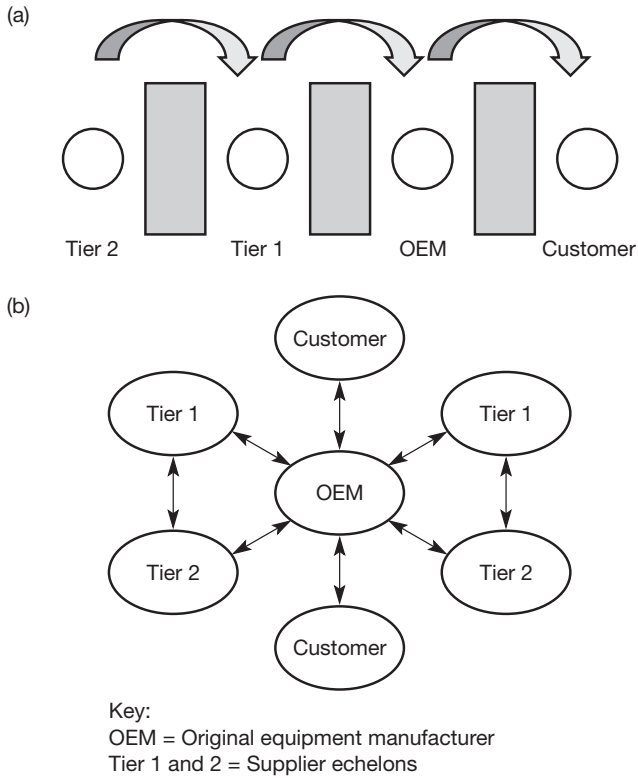 (a)
Tier 2 Tier 1 OEM Customer
(b)
Customer
Tier 1 Tier 1
OEM
Tier 2 Tier 2
Customer
Key:
OEM = Original equipment manufacturer
Tier 1 and 2 = Supplier echelons